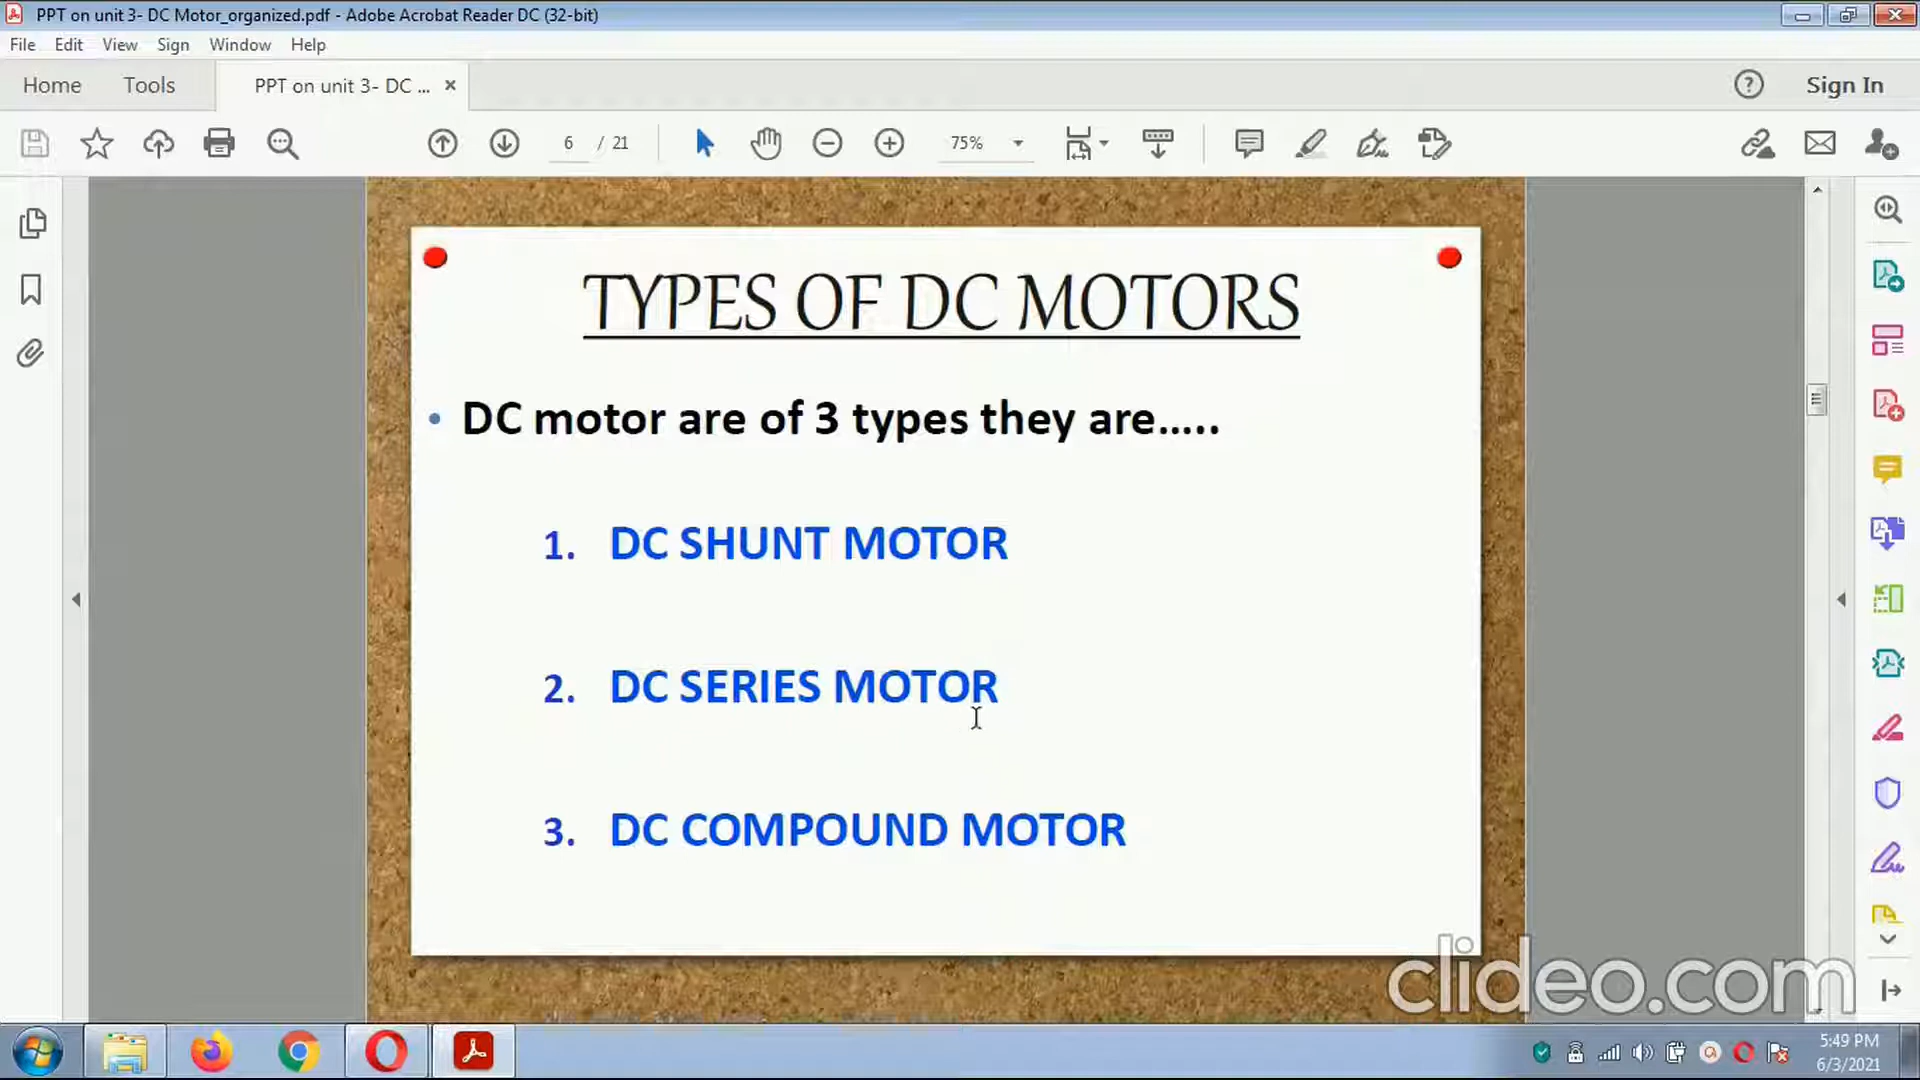 PPT on unit 3- DC Motor_organized.pdf - Adobe Acrobat Reader DC (32-bit)
File Edit View Sign Window Help
Home Tools PPT on unit 3- DC ... × Sign In
6 / 21 75%
TYPES OF DC MOTORS
• DC motor are of 3 types they are.....
1. DC SHUNT MOTOR
2. DC SERIES MOTOR
3. DC COMPOUND MOTOR
clideo.com
5:49 PM
6/3/2021